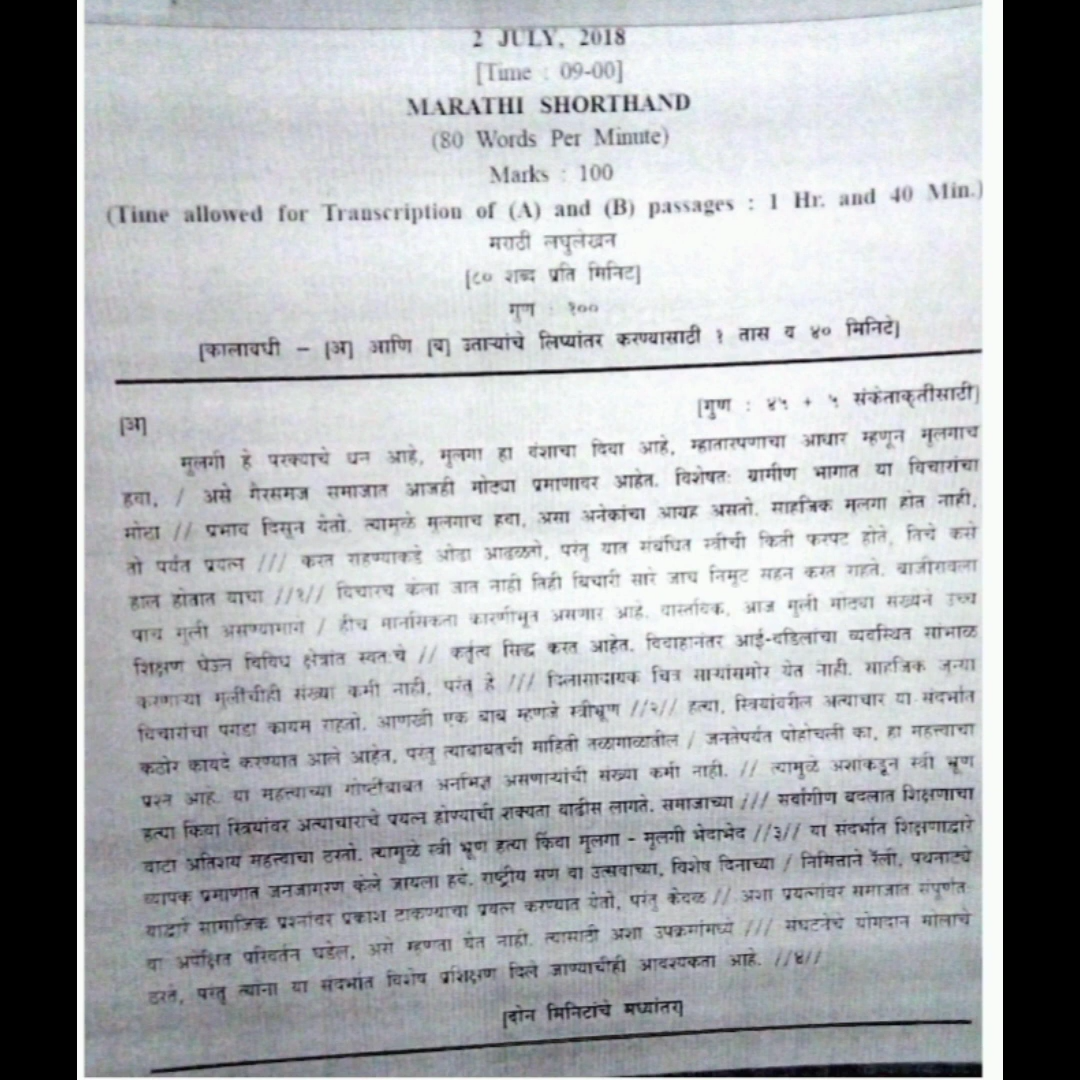 2 JULY, 2018
[Time : 09-00]
MARATHI SHORTHAND
(80 Words Per Minute)
Marks : 100
(Time allowed for Transcription of (A) and (B) passages : 1 Hr. and 40 Min.)
मराठी लघुलेखन
[८० शब्द प्रति मिनिट]
गुण : १००
[कालावधी – [अ] आणि [ब] उताऱ्यांचे लिप्यांतर करण्यासाठी १ तास व ४० मिनिटे]
[गुण : ४५ + ५ संकेताकृतीसाठी]
[अ]
मुलगी हे परक्याचे धन आहे, मुलगा हा वंशाचा दिवा आहे, म्हातारपणाचा आधार म्हणून मुलगाच
हवा, / असे गैरसमज समाजात आजही मोठ्या प्रमाणावर आहेत. विशेषतः ग्रामीण भागात या विचारांचा
मोठा // प्रभाव दिसून येतो. त्यामुळे मुलगाच हवा, असा अनेकांचा आग्रह असतो. साहजिक मुलगा होत नाही,
तो पर्यंत प्रयत्न /// करत राहण्याकडे ओढा आढळतो, परंतु यात संबंधित स्त्रीची किती फरपट होते, तिचे कसे
हाल होतात याचा //१// विचारच केला जात नाही तिही बिचारी सारे जाच निमूट सहन करत राहते. बाजीरावला
पाच मुली असण्यामागे / हीच मानसिकता कारणीभूत असणार आहे. वास्तविक, आज मुली मोठ्या संख्येने उच्च
शिक्षण घेऊन विविध क्षेत्रांत स्वतःचे // कर्तृत्व सिद्ध करत आहेत. विवाहानंतर आई-वडिलांचा व्यवस्थित सांभाळ
करणाऱ्या मुलींचीही संख्या कमी नाही, परंतु हे /// दिलासादायक चित्र साऱ्यांसमोर येत नाही. साहजिक जुन्या
विचारांचा पगडा कायम राहतो. आणखी एक बाब म्हणजे स्त्रीभ्रूण //२// हत्या, स्त्रियांवरील अत्याचार या संदर्भात
कठोर कायदे करण्यात आले आहेत, परंतु त्याबाबतची माहिती तळागाळातील / जनतेपर्यंत पोहोचली का, हा महत्त्वाचा
प्रश्न आहे. या महत्त्वाच्या गोष्टींबाबत अनभिज्ञ असणाऱ्यांची संख्या कमी नाही. // त्यामुळे अशांकडून स्त्री भ्रूण
हत्या किंवा स्त्रियांवर अत्याचाराचे प्रयत्न होण्याची शक्यता वाढीस लागते. समाजाच्या /// सर्वांगीण बदलात शिक्षणाचा
वाटा अतिशय महत्त्वाचा ठरतो. त्यामुळे स्त्री भ्रूण हत्या किंवा मुलगा - मुलगी भेदाभेद //३// या संदर्भात शिक्षणाद्वारे
व्यापक प्रमाणात जनजागरण केले जायला हवे. राष्ट्रीय सण वा उत्सवाच्या, विशेष दिनाच्या / निमित्ताने रॅली, पथनाट्ये
याद्वारे सामाजिक प्रश्नांवर प्रकाश टाकण्याचा प्रयत्न करण्यात येतो, परंतु केवळ // अशा प्रयत्नांवर समाजात संपूर्णतः
वा अपेक्षित परिवर्तन घडेल, असे म्हणता येत नाही. त्यासाठी अशा उपक्रमांमध्ये /// संघटनेचे योगदान मोलाचे
ठरते, परंतु त्यांना या संदर्भात विशेष प्रशिक्षण दिले जाण्याचीही आवश्यकता आहे. //४//
[दोन मिनिटांचे मध्यांतर]